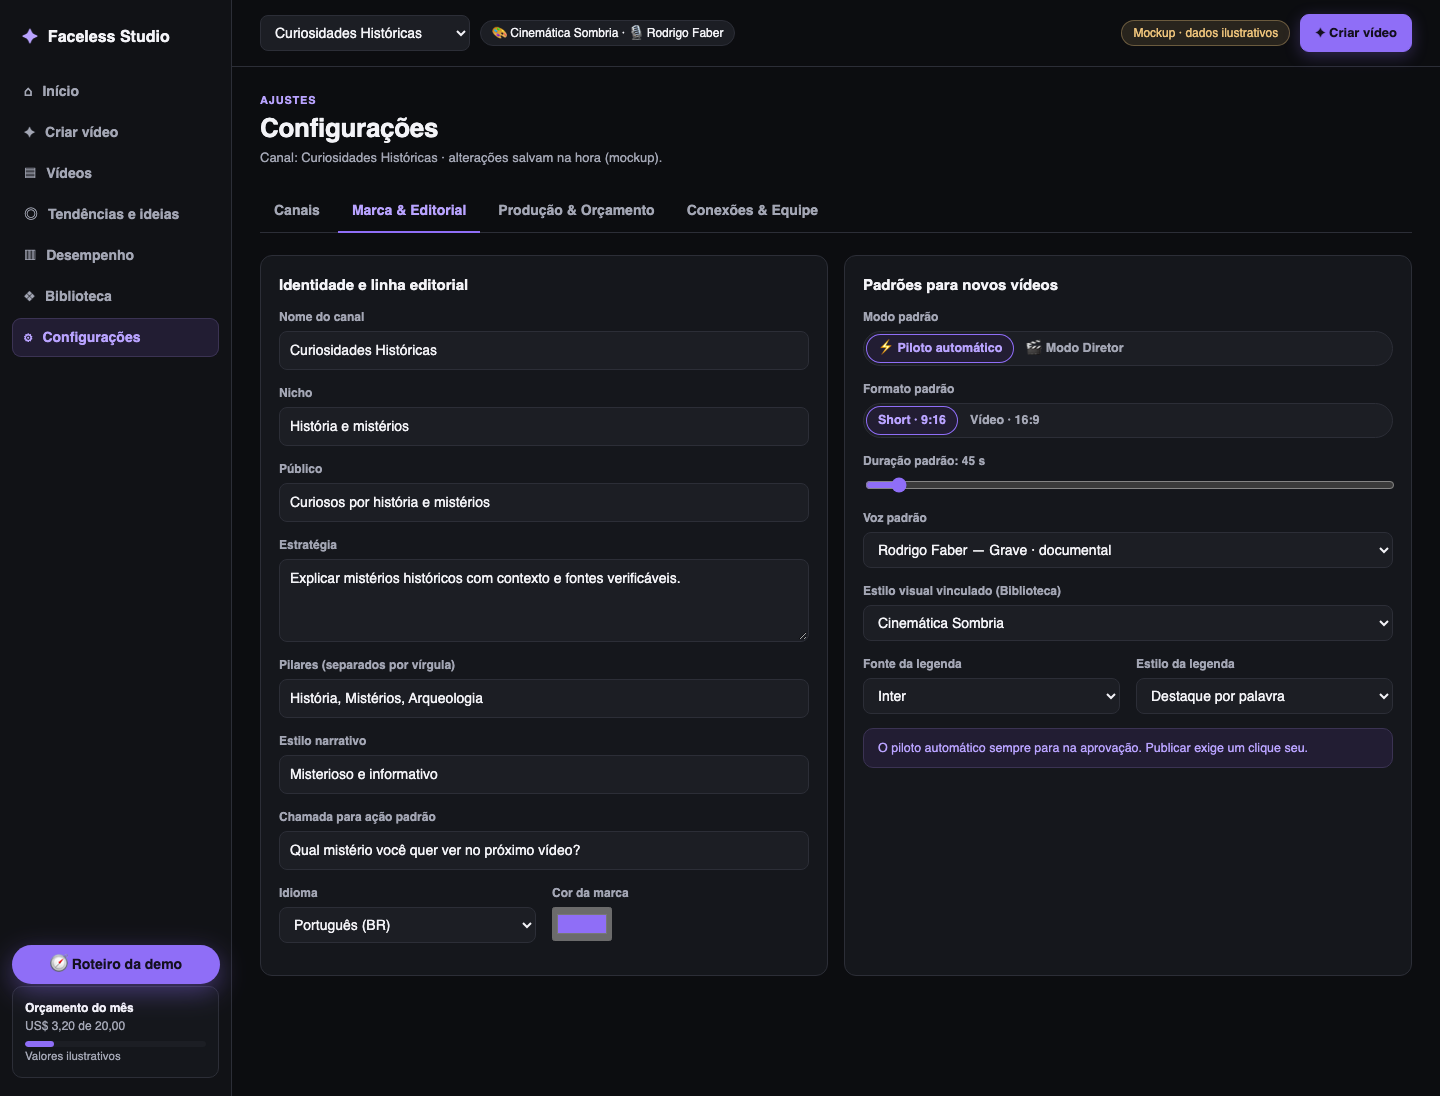 Faceless Studio
Início
Criar vídeo
Vídeos
Tendências e ideias
Desempenho
Biblioteca
Configurações
Roteiro da demo
Orçamento do mês
US$ 3,20 de 20,00
Valores ilustrativos
Curiosidades Históricas
Cinemática Sombria · Rodrigo Faber
Mockup · dados ilustrativos
Criar vídeo
AJUSTES
Configurações
Canal: Curiosidades Históricas · alterações salvam na hora (mockup).
Canais
Marca & Editorial
Produção & Orçamento
Conexões & Equipe
Identidade e linha editorial
Nome do canal
Curiosidades Históricas
Nicho
História e mistérios
Público
Curiosos por história e mistérios
Estratégia
Explicar mistérios históricos com contexto e fontes verificáveis.
Pilares (separados por vírgula)
História, Mistérios, Arqueologia
Estilo narrativo
Misterioso e informativo
Chamada para ação padrão
Qual mistério você quer ver no próximo vídeo?
Idioma
Português (BR)
Cor da marca
Padrões para novos vídeos
Modo padrão
Piloto automático
Modo Diretor
Formato padrão
Short · 9:16
Vídeo · 16:9
Duração padrão: 45 s
Voz padrão
Rodrigo Faber — Grave · documental
Estilo visual vinculado (Biblioteca)
Cinemática Sombria
Fonte da legenda
Inter
Estilo da legenda
Destaque por palavra
O piloto automático sempre para na aprovação. Publicar exige um clique seu.